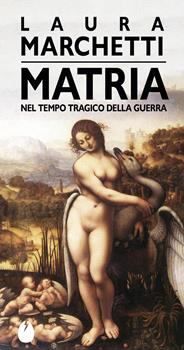 LAURA
MARCHETTI
MATRIA
NEL TEMPO TRAGICO DELLA GUERRA